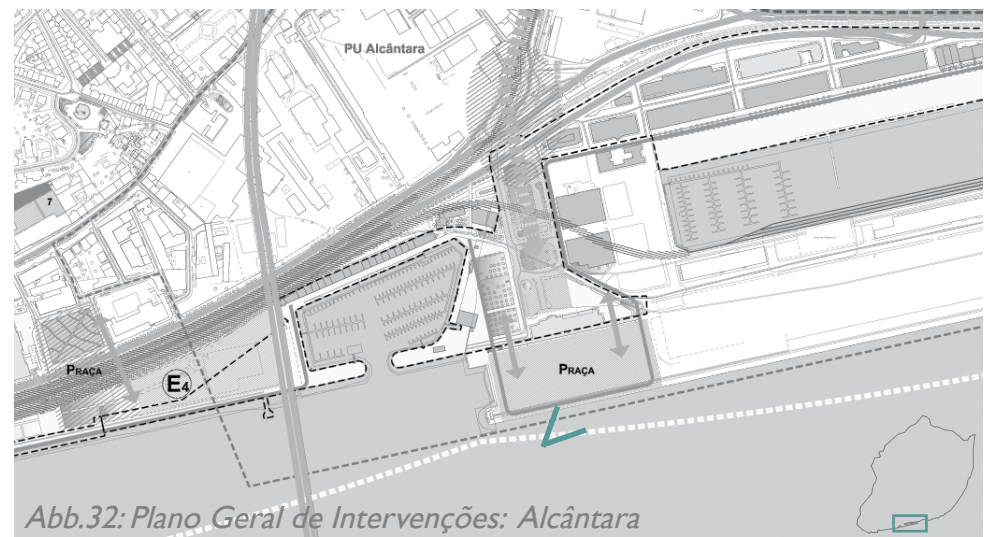 PU Alcântara
7
PRAÇA
E4
PRAÇA
Abb.32: Plano Geral de Intervenções: Alcântara